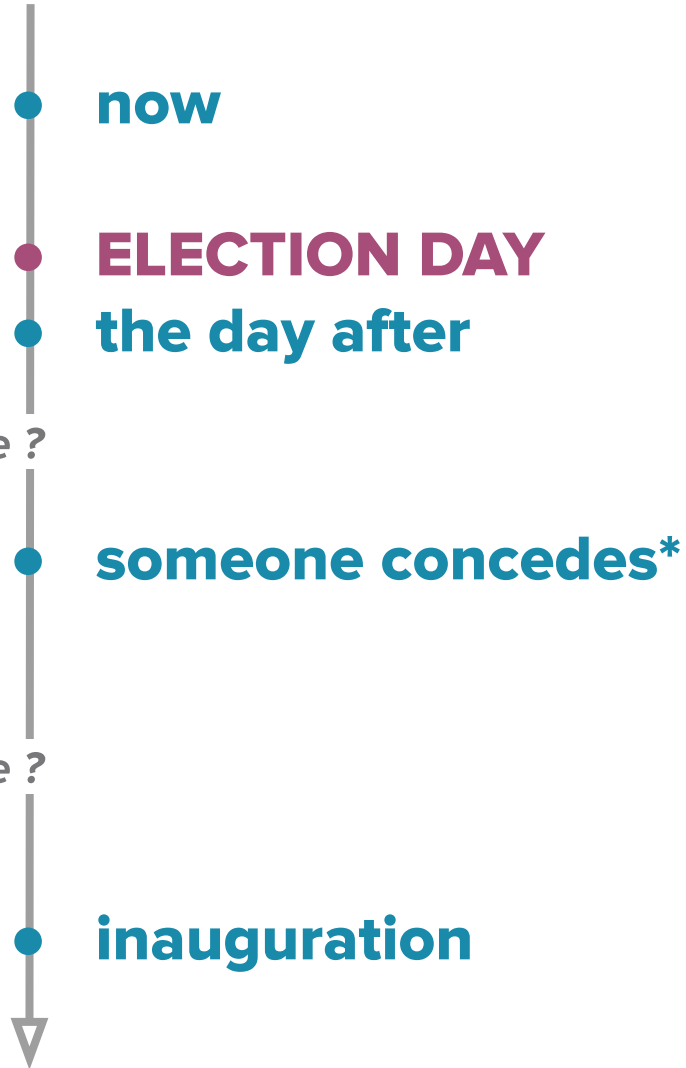 now
ELECTION DAY
the day after
e ?
someone concedes*
e ?
inauguration